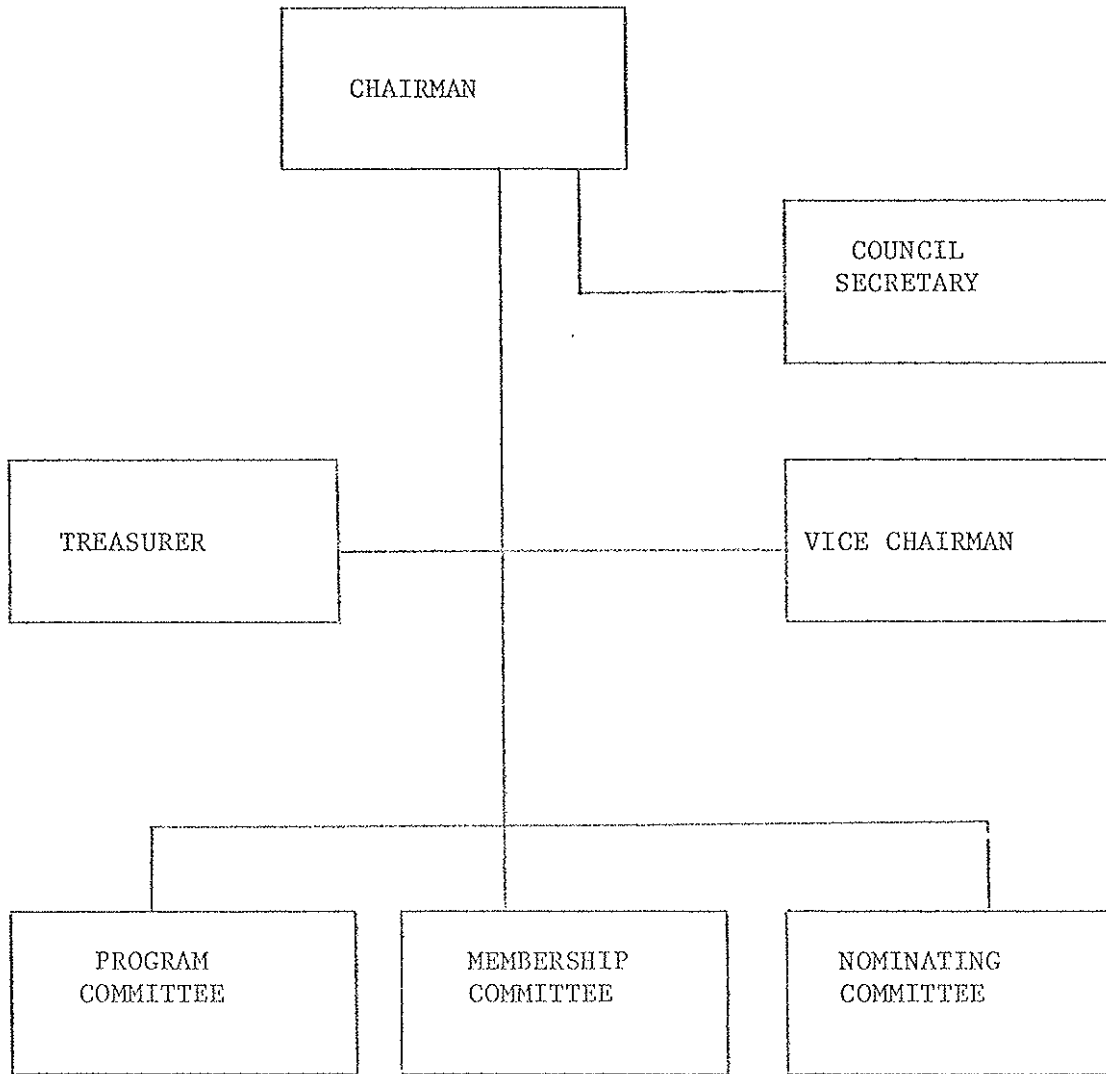 CHAIRMAN
COUNCIL
SECRETARY
TREASURER
VICE CHAIRMAN
PROGRAM
COMMITTEE
MEMBERSHIP
COMMITTEE
NOMINATING
COMMITTEE